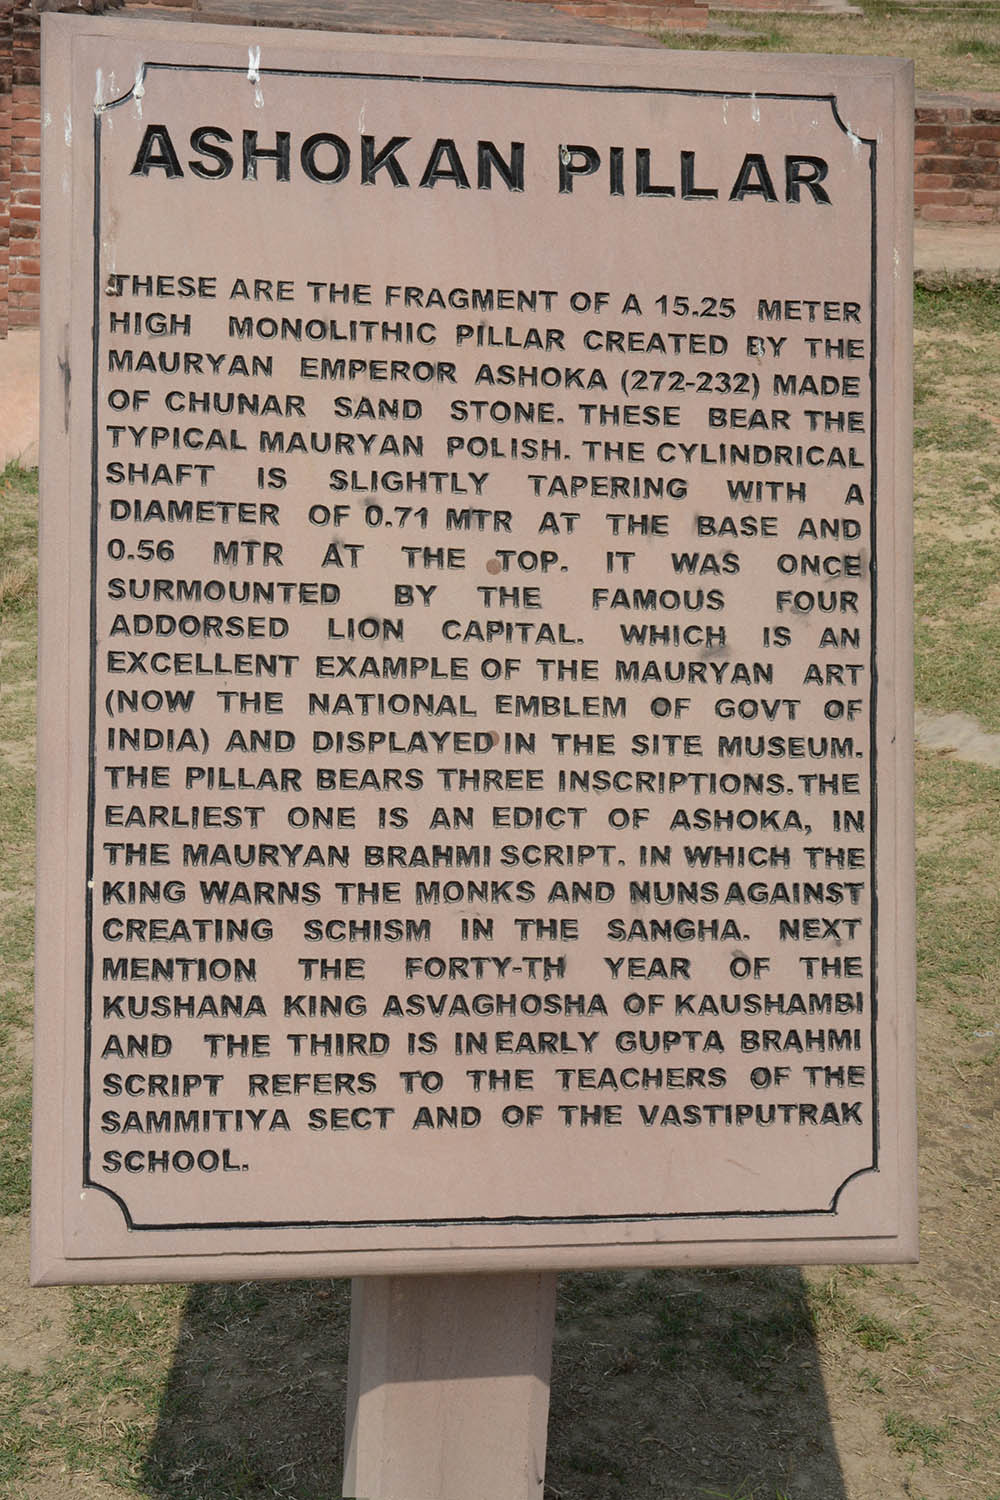 ASHOKAN PILLAR
THESE ARE THE FRAGMENT OF A 15.25 METER
HIGH MONOLITHIC PILLAR CREATED BY THE
MAURYAN EMPEROR ASHOKA (272-232) MADE
OF CHUNAR SAND STONE. THESE BEAR THE
TYPICAL MAURYAN POLISH. THE CYLINDRICAL
SHAFT IS SLIGHTLY TAPERING WITH A
DIAMETER OF 0.71 MTR AT THE BASE AND
0.56 MTR AT THE TOP. IT WAS ONCE
SURMOUNTED BY THE FAMOUS FOUR
ADDORSED LION CAPITAL. WHICH IS AN
EXCELLENT EXAMPLE OF THE MAURYAN ART
(NOW THE NATIONAL EMBLEM OF GOVT OF
INDIA) AND DISPLAYED IN THE SITE MUSEUM.
THE PILLAR BEARS THREE INSCRIPTIONS. THE
EARLIEST ONE IS AN EDICT OF ASHOKA, IN
THE MAURYAN BRAHMI SCRIPT. IN WHICH THE
KING WARNS THE MONKS AND NUNS AGAINST
CREATING SCHISM IN THE SANGHA. NEXT
MENTION THE FORTY-TH YEAR OF THE
KUSHANA KING ASVAGHOSHA OF KAUSHAMBI
AND THE THIRD IS IN EARLY GUPTA BRAHMI
SCRIPT REFERS TO THE TEACHERS OF THE
SAMMITIYA SECT AND OF THE VASTIPUTRAK
SCHOOL.